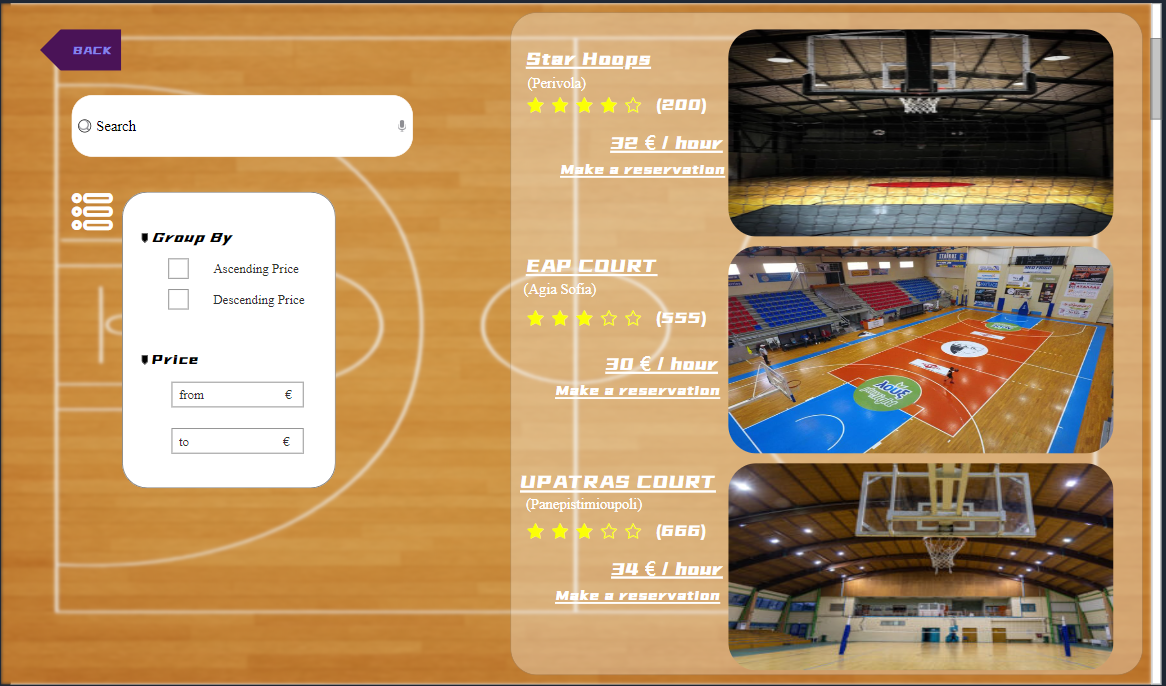 BACK
Search
Group By
Ascending Price
Descending Price
Price
from €
to €
Star Hoops
(Perivola)
(200)
32 € / hour
Make a reservation
EAP COURT
(Agia Sofia)
(555)
30 € / hour
Make a reservation
UPATRAS COURT
(Panepistimioupoli)
(666)
34 € / hour
Make a reservation